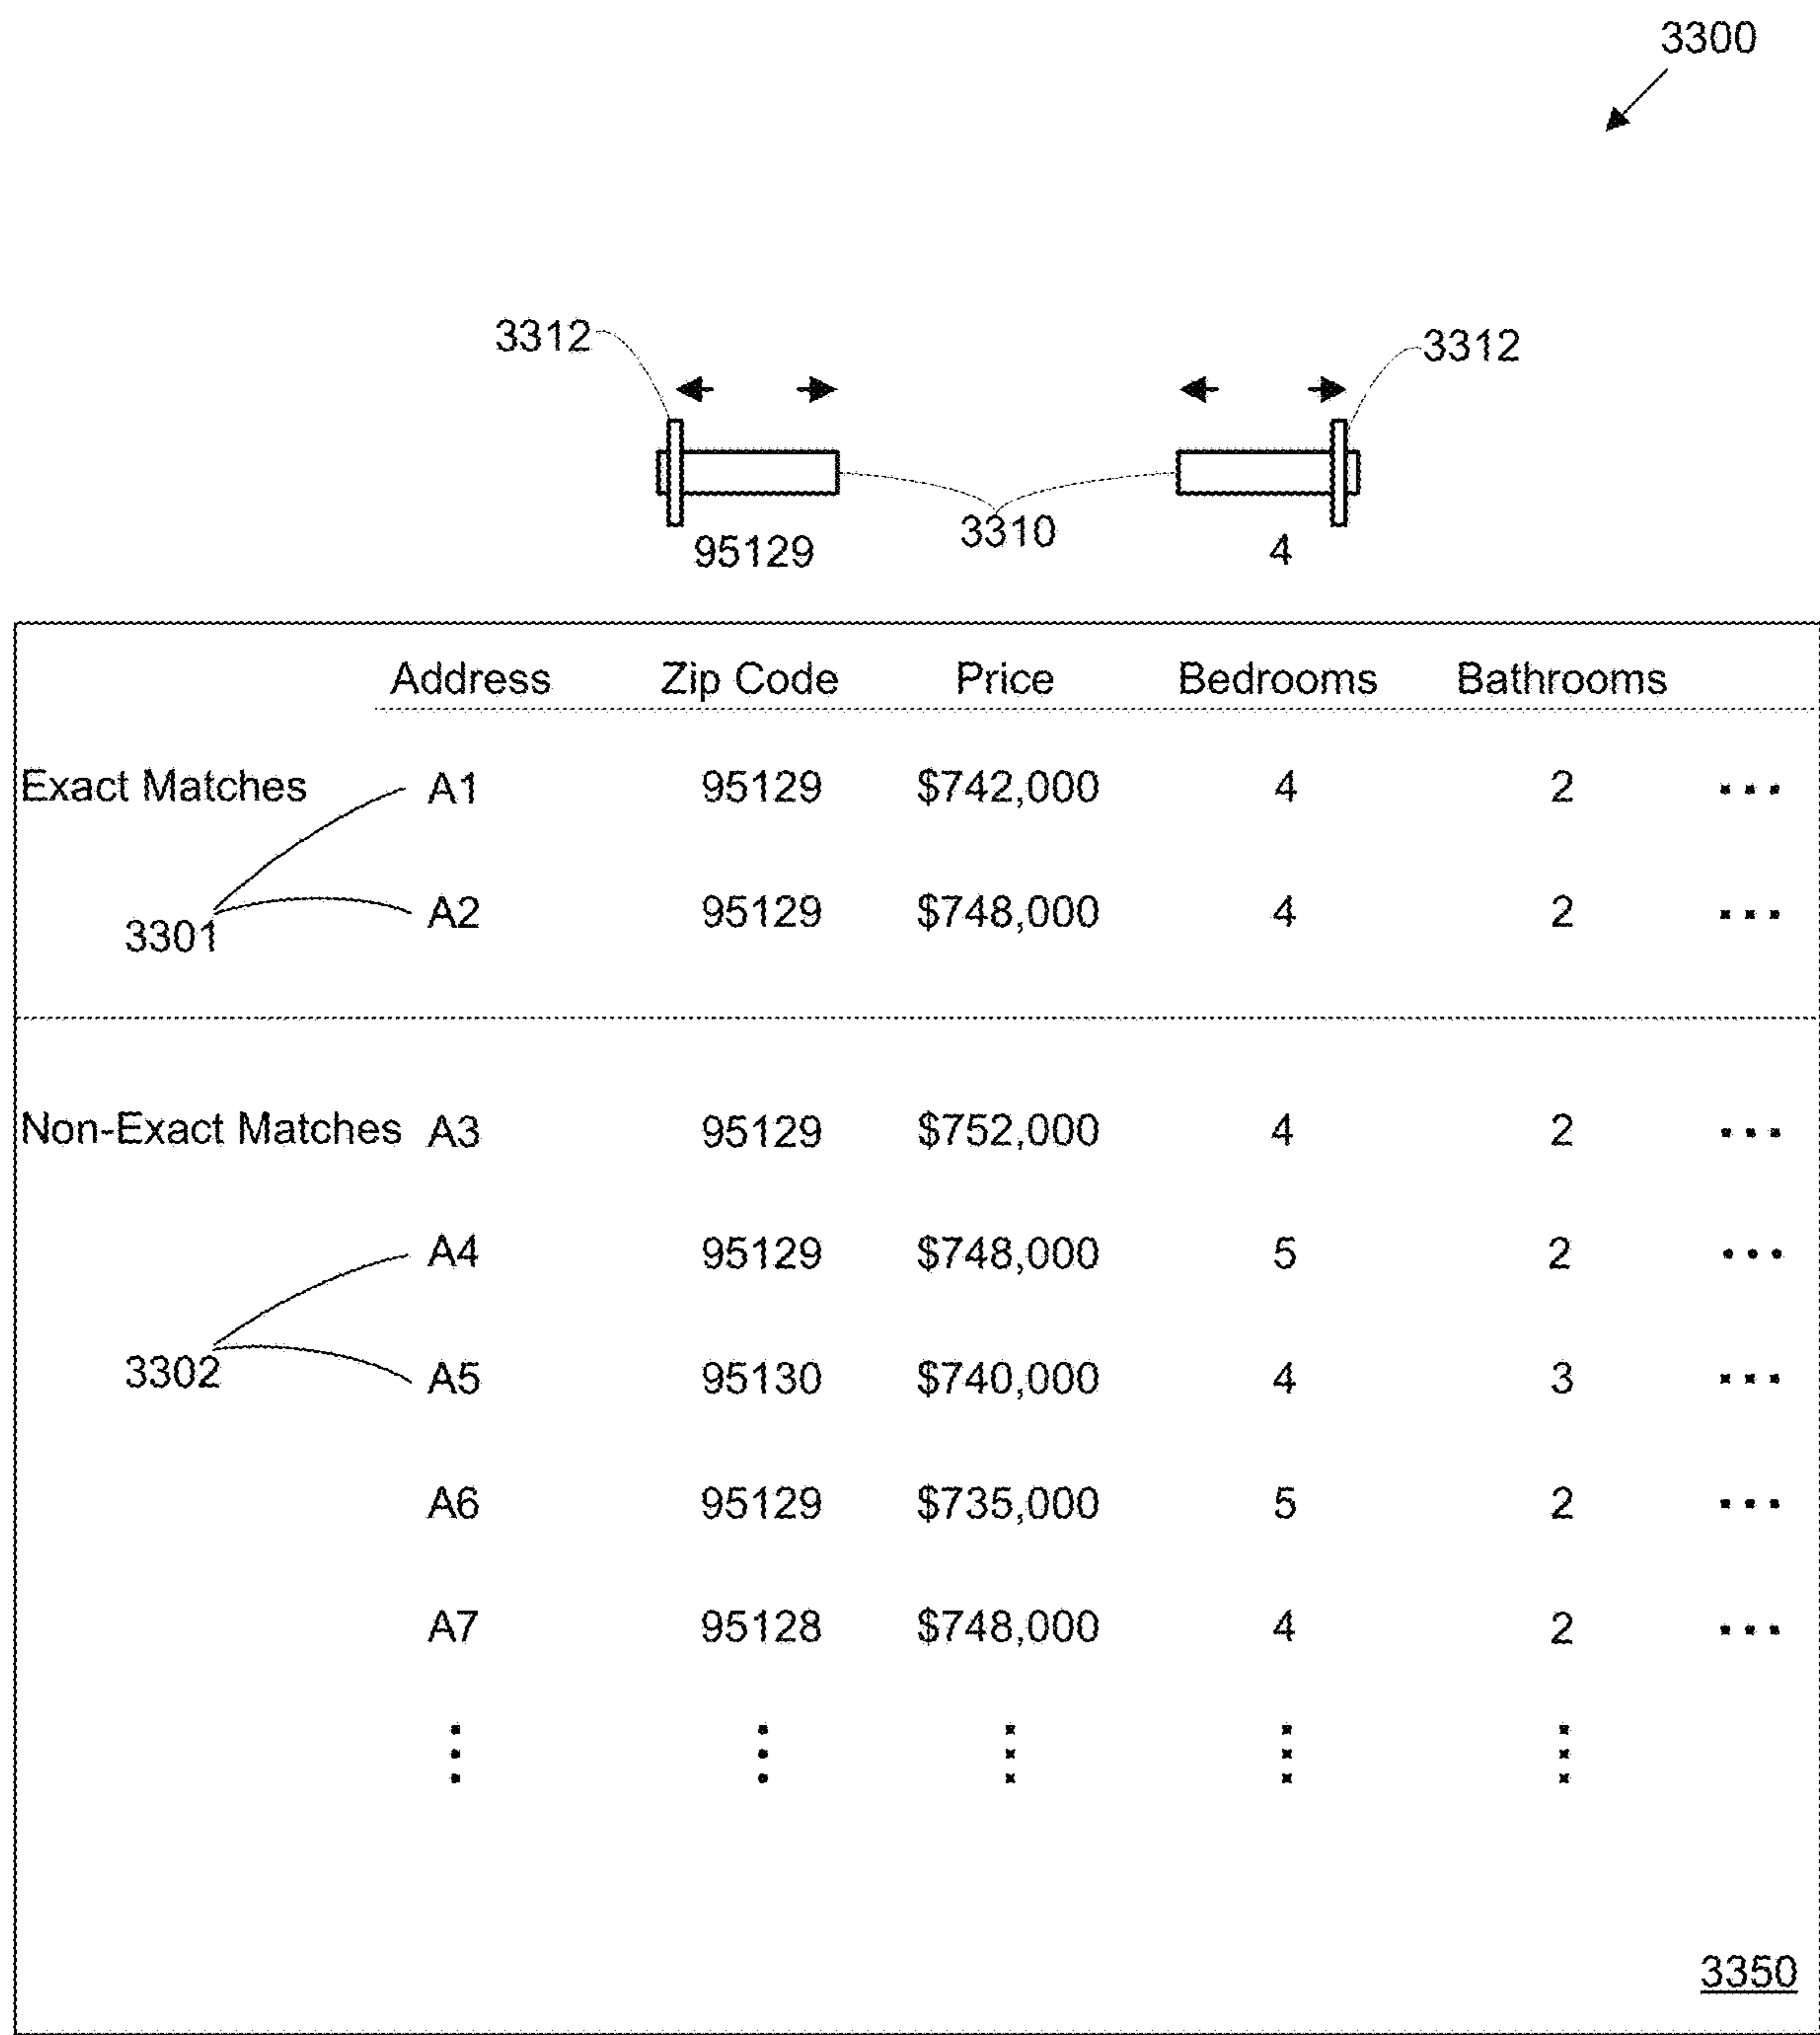 3300
3312 3312
3310
95129 4
Address Zip Code Price Bedrooms Bathrooms
Exact Matches A1 95129 $742,000 4 2 ...
3301 A2 95129 $748,000 4 2 ...
Non-Exact Matches A3 95129 $752,000 4 2 ...
A4 95129 $748,000 5 2 ...
3302 A5 95130 $740,000 4 3 ...
A6 95129 $735,000 5 2 ...
A7 95128 $748,000 4 2 ...
3350